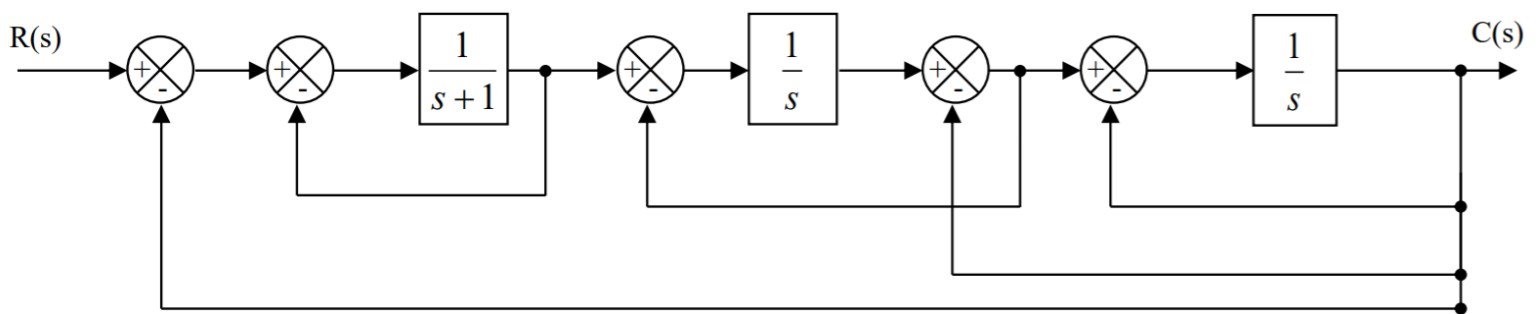 R(s)
C(s)
+
-
+
-
1
s+1
+
-
1
s
+
-
+
-
1
s